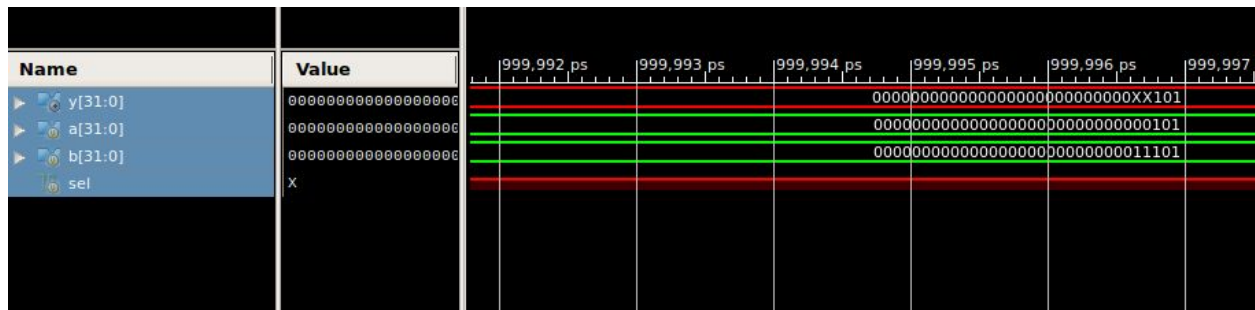 Name
Value
999,992 ps
999,993 ps
999,994 ps
999,995 ps
999,996 ps
999,997
y[31:0]
000000000000000000
000000000000000000000000000XX101
a[31:0]
000000000000000000
00000000000000000000000000000101
b[31:0]
000000000000000000
00000000000000000000000000011101
sel
X